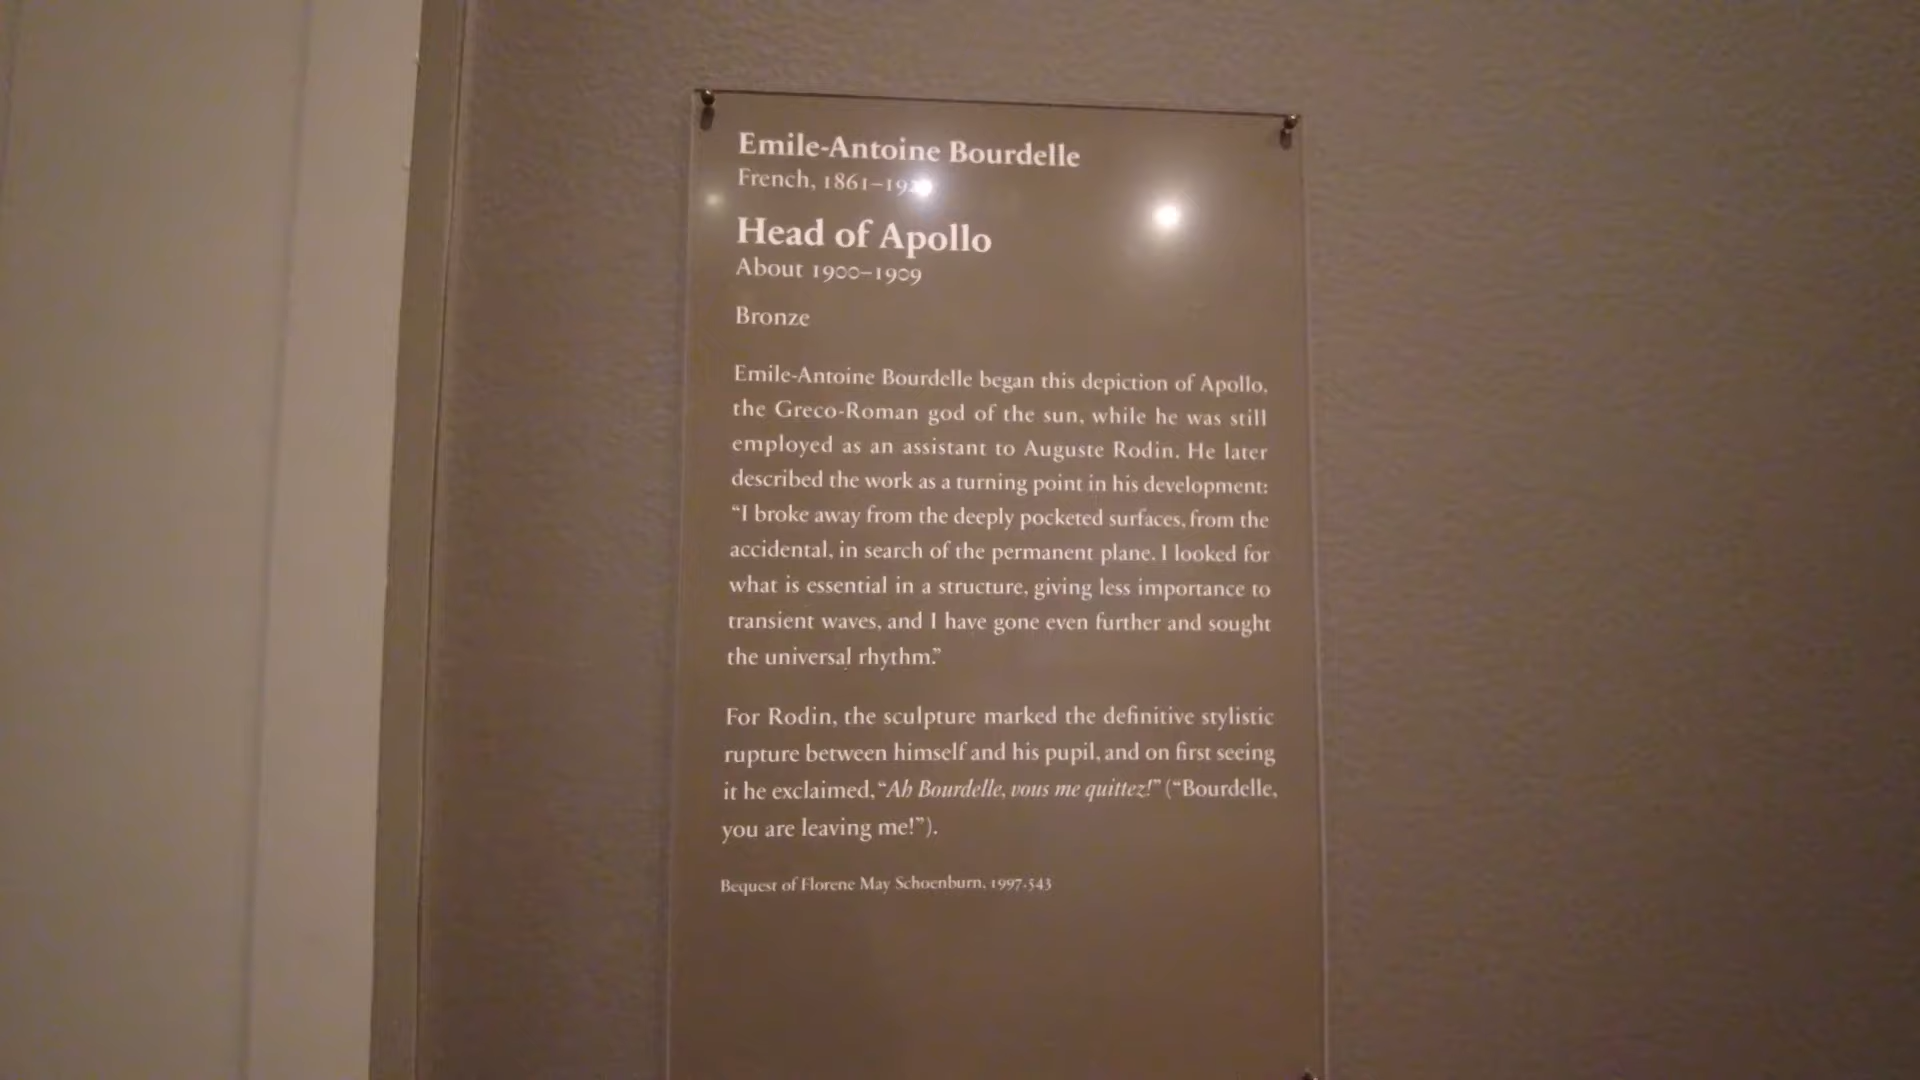 Emile-Antoine Bourdelle
French, 1861–
Head of Apollo
About 1900–1909
Bronze
Emile-Antoine Bourdelle began this depiction of Apollo,
the Greco-Roman god of the sun, while he was still
employed as an assistant to Auguste Rodin. He later
described the work as a turning point in his development:
“I broke away from the deeply pocketed surfaces, from the
accidental, in search of the permanent plane. I looked for
what is essential in a structure, giving less importance to
transient waves, and I have gone even further and sought
the universal rhythm.”
For Rodin, the sculpture marked the definitive stylistic
rupture between himself and his pupil, and on first seeing
it he exclaimed, “Ah Bourdelle, vous me quittez!” (“Bourdelle,
you are leaving me!”).
Bequest of Florene May Schoenburn, 1997.543